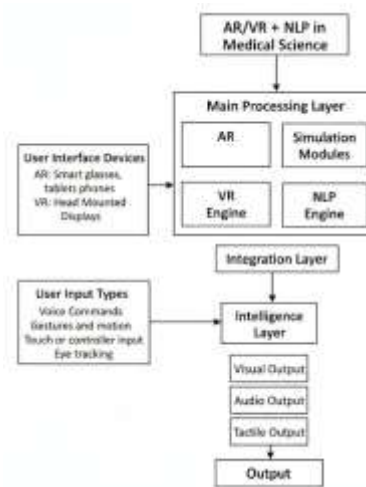 AR/VR + NLP in
Medical Science
Main Processing Layer
AR
Simulation
Modules
VR
Engine
NLP
Engine
User Interface Devices
AR: Smart glasses,
tablets phones
VR: Head Mounted
Displays
Integration Layer
User Input Types
Voice Commands
Gestures and motion
Touch or controller input
Eye tracking
Intelligence
Layer
Visual Output
Audio Output
Tactile Output
Output